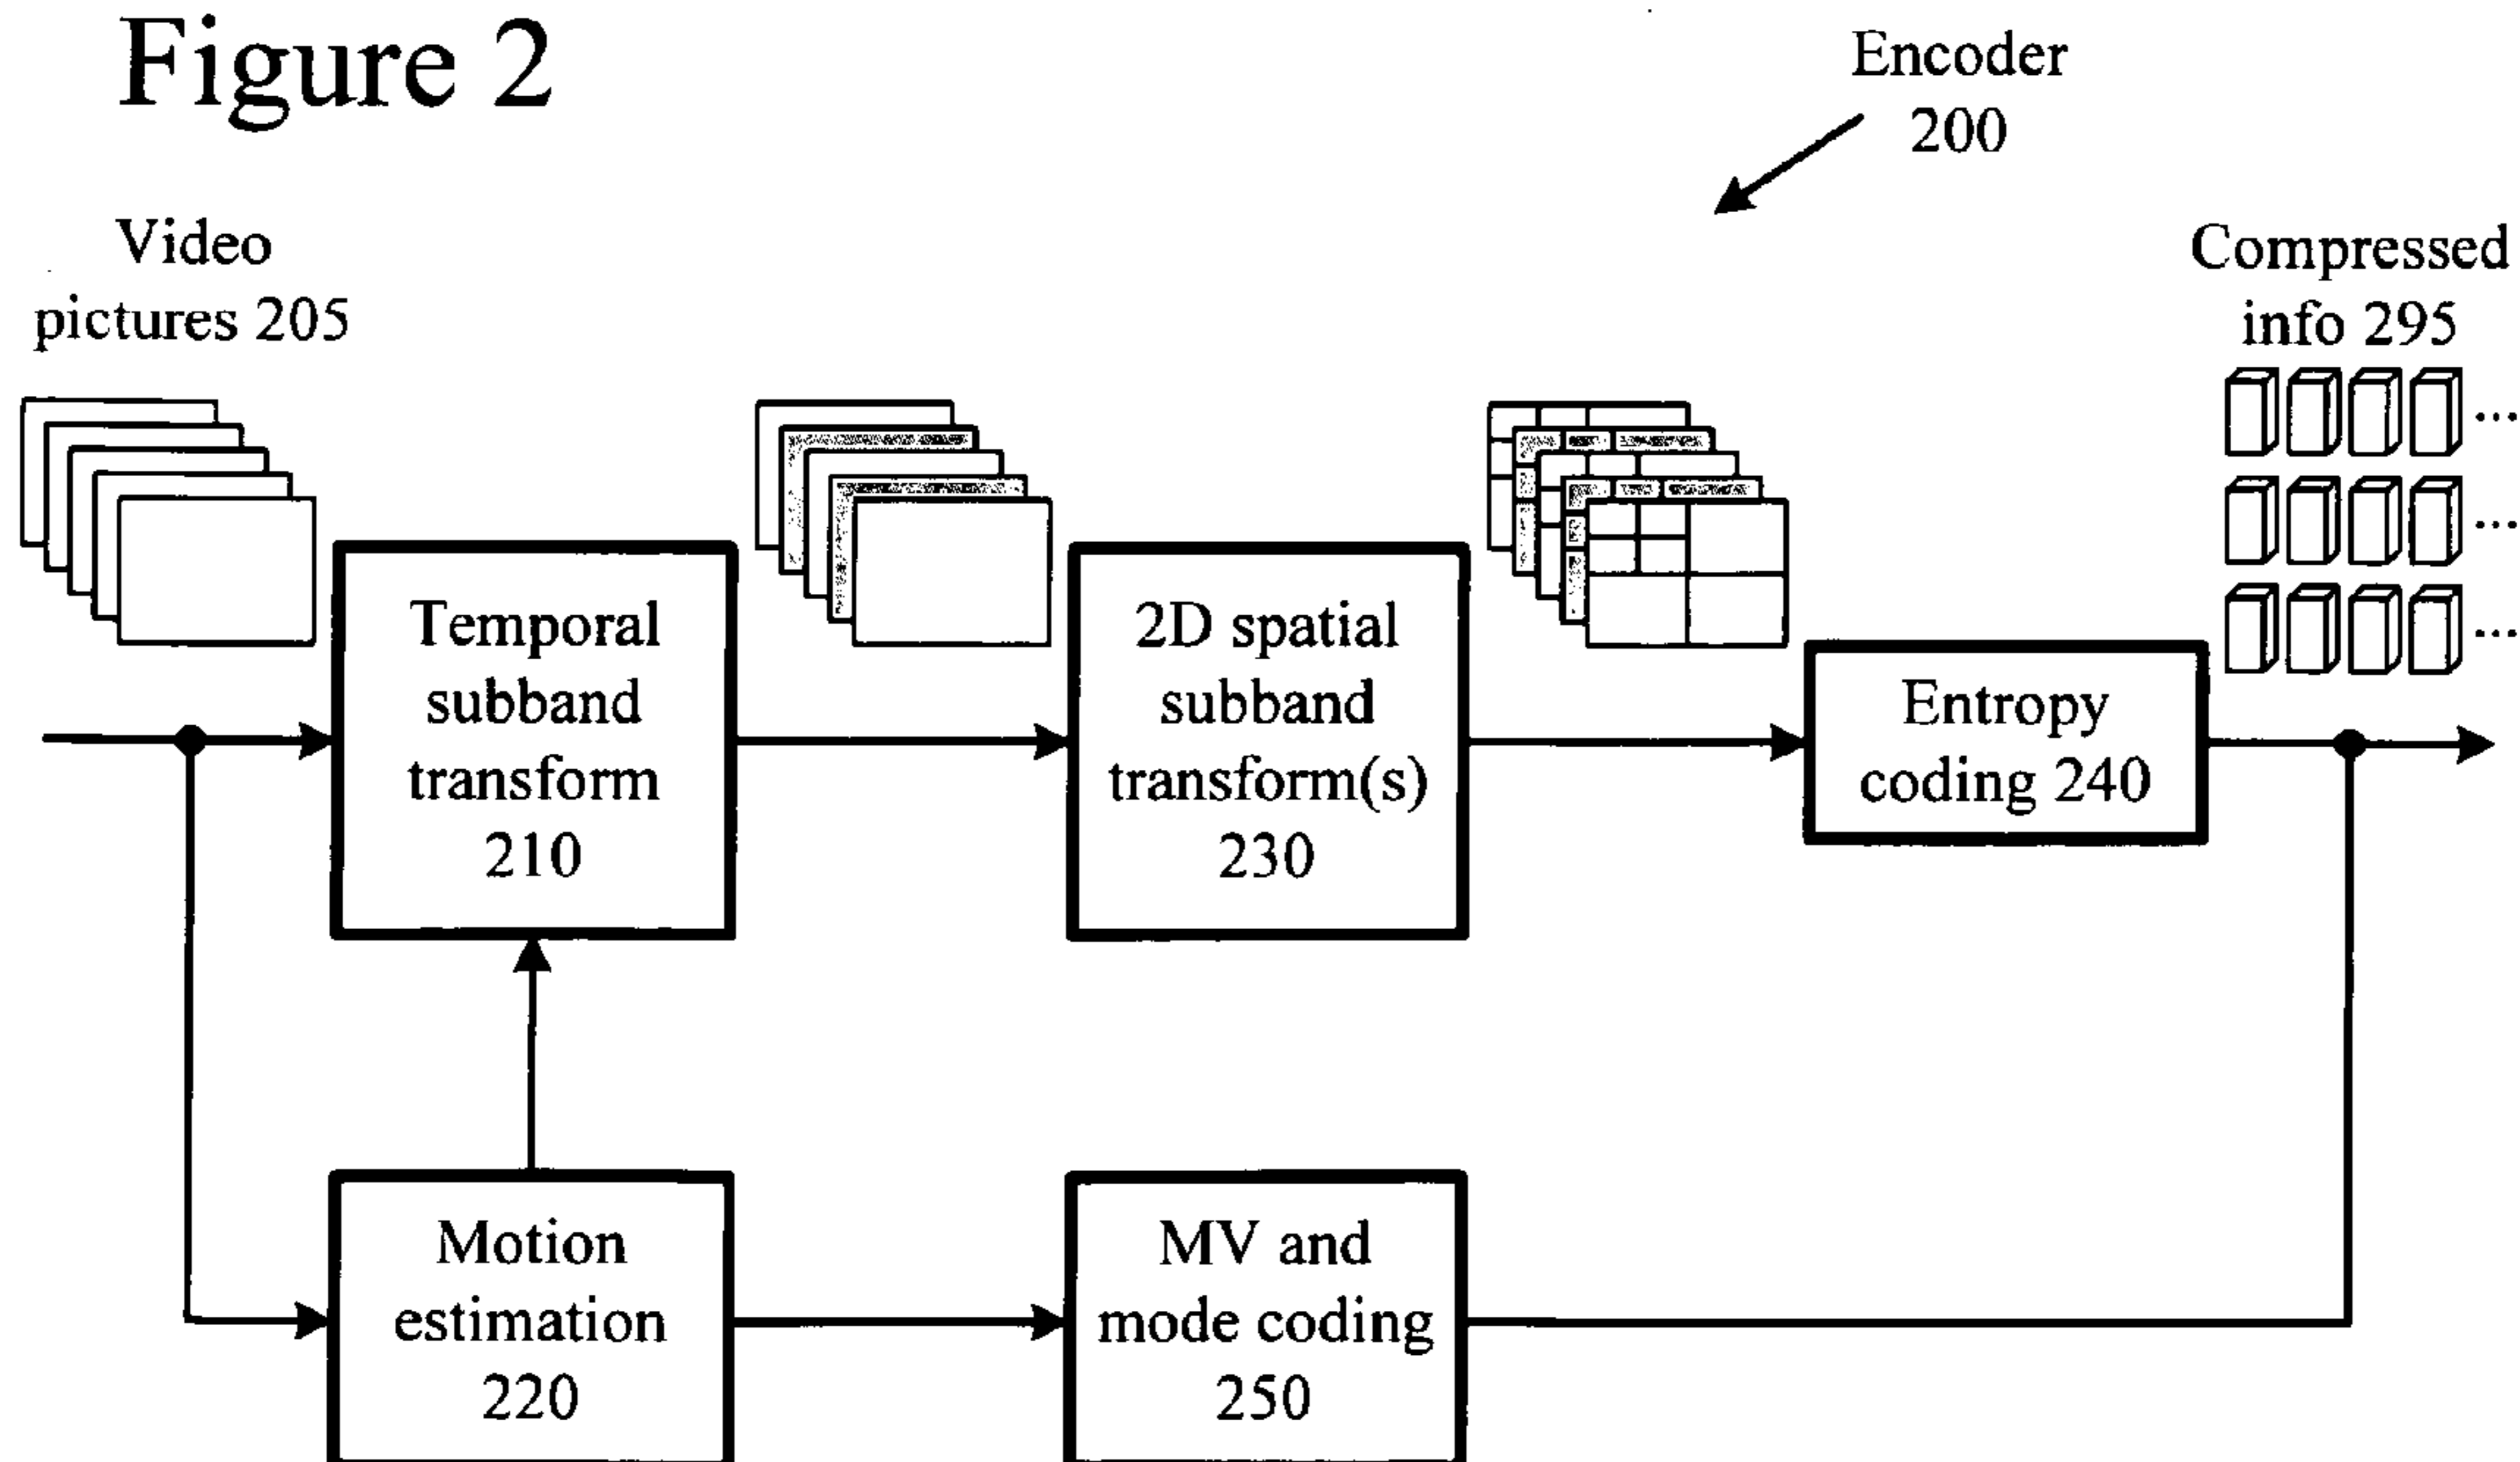 Figure 2
Encoder
200
Video
pictures 205
Compressed
info 295
...
...
...
Temporal
subband
transform
210
2D spatial
subband
transform(s)
230
Entropy
coding 240
Motion
estimation
220
MV and
mode coding
250